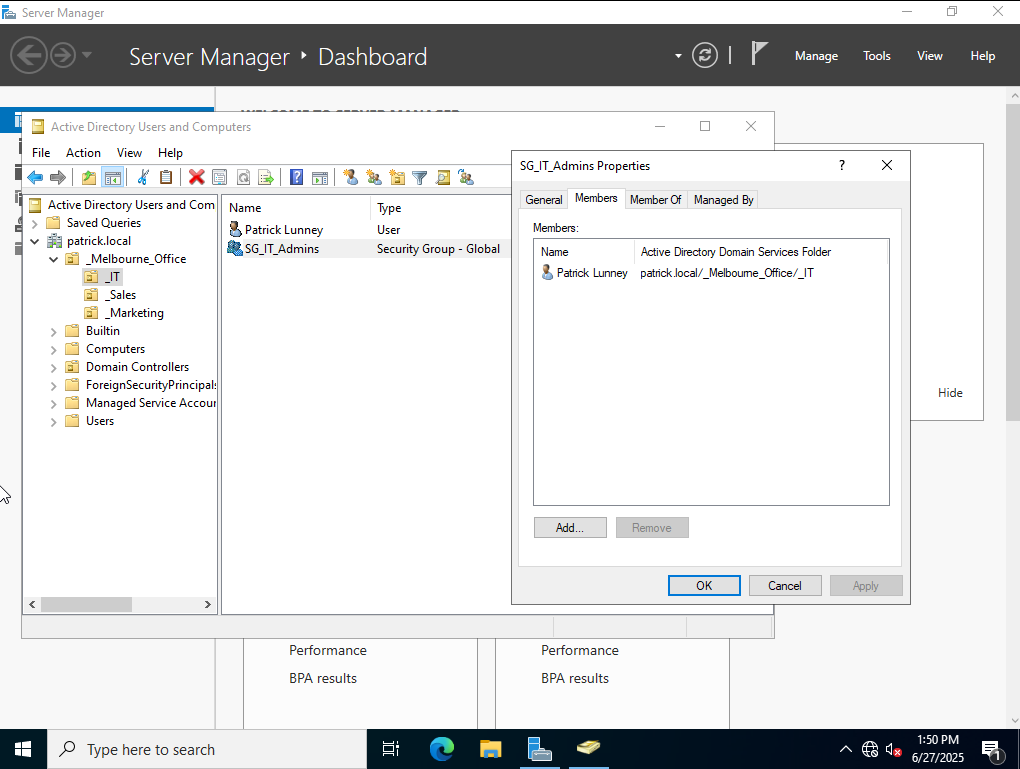 Server Manager
Server Manager • Dashboard
Manage Tools View Help
Active Directory Users and Computers
File Action View Help
Active Directory Users and Com
Saved Queries
patrick.local
_Melbourne_Office
_IT
_Sales
_Marketing
Builtin
Computers
Domain Controllers
ForeignSecurityPrincipals
Managed Service Accour
Users
Name Type
Patrick Lunney User
SG_IT_Admins Security Group - Global
SG_IT_Admins Properties
?
General Members Member Of Managed By
Members:
Name Active Directory Domain Services Folder
Patrick Lunney patrick.local/_Melbourne_Office/_IT
Add... Remove
OK Cancel Apply
Hide
Performance
BPA results
Performance
BPA results
Type here to search
1:50 PM
6/27/2025
1